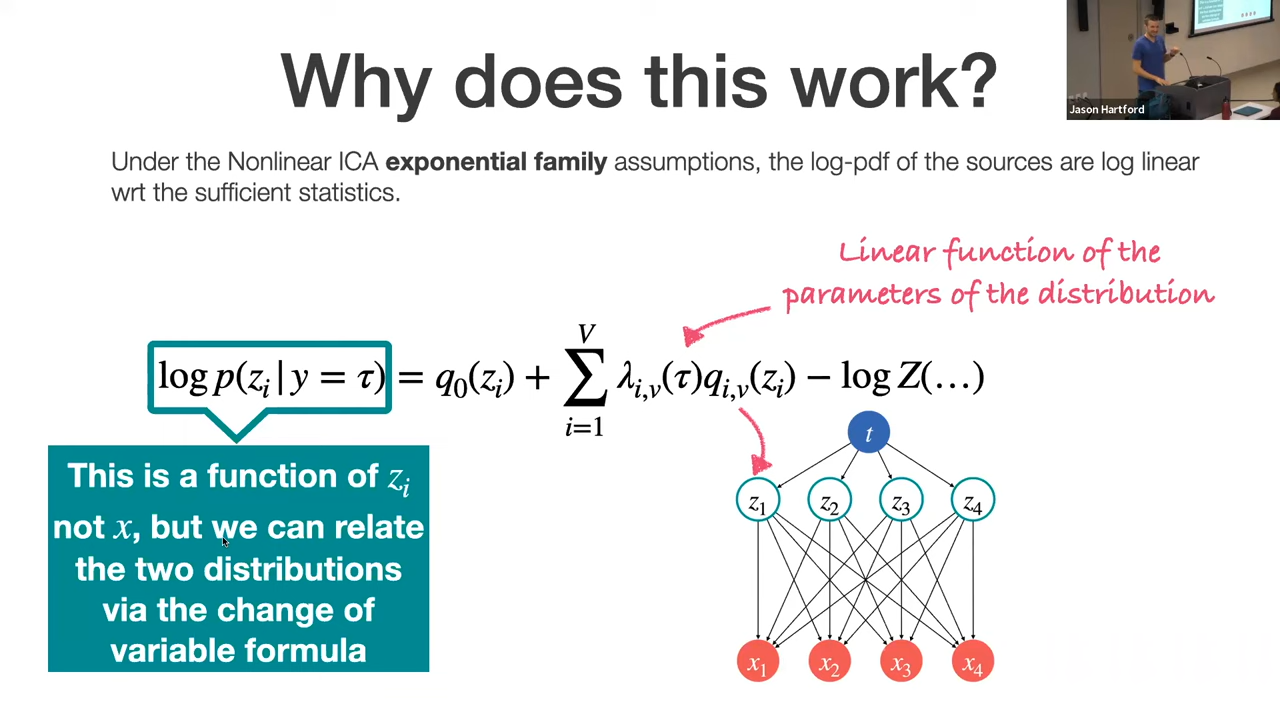 Why does this work?
Jason Hartford
Under the Nonlinear ICA exponential family assumptions, the log-pdf of the sources are log linear
wrt the sufficient statistics.
Linear function of the
parameters of the distribution
log p(z_i | y = τ) = q_0(z_i) + \sum_{i=1}^{V} λ_{i,v}(τ)q_{i,v}(z_i) − log Z(…)
This is a function of z_i
not x, but we can relate
the two distributions
via the change of
variable formula
t
z_1 z_2 z_3 z_4
x_1 x_2 x_3 x_4